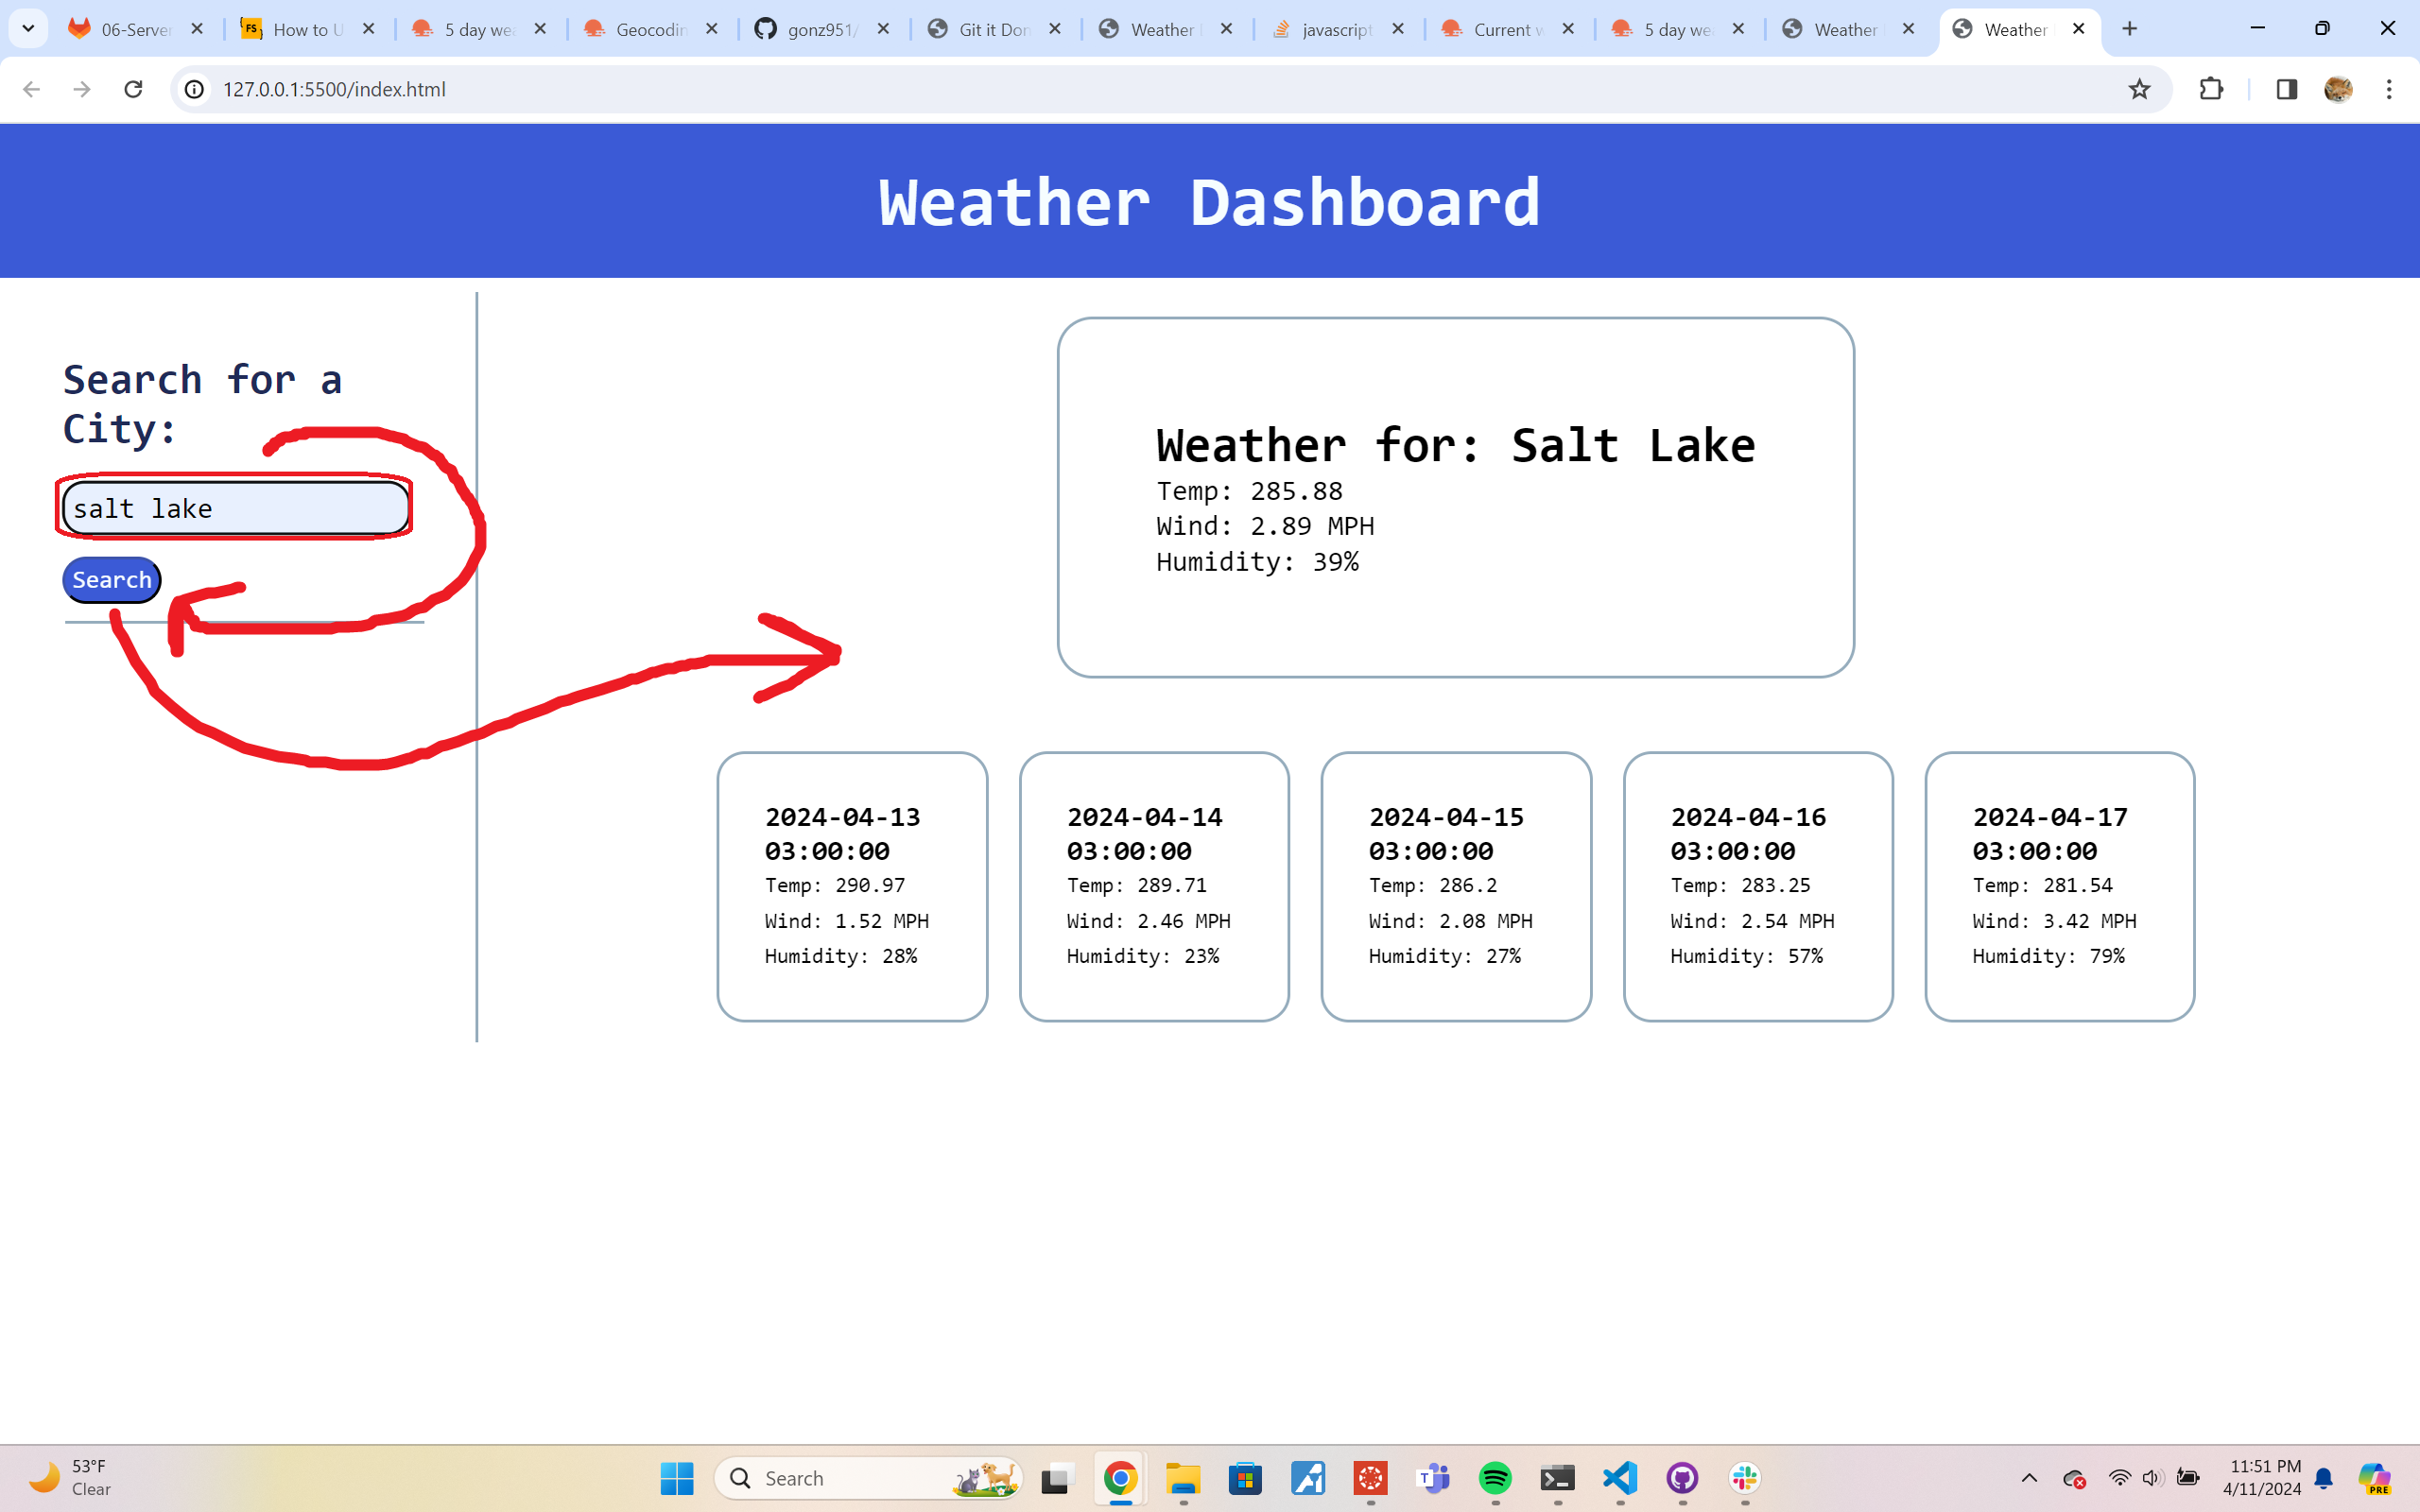 06-Server
How to U
5 day wea
Geocodin
gonz951/
Git it Don
Weather
javascript
Current w
5 day wea
Weather
Weather
127.0.0.1:5500/index.html
Weather Dashboard
Search for a
City:
salt lake
Search
Weather for: Salt Lake
Temp: 285.88
Wind: 2.89 MPH
Humidity: 39%
2024-04-13
03:00:00
Temp: 290.97
Wind: 1.52 MPH
Humidity: 28%
2024-04-14
03:00:00
Temp: 289.71
Wind: 2.46 MPH
Humidity: 23%
2024-04-15
03:00:00
Temp: 286.2
Wind: 2.08 MPH
Humidity: 27%
2024-04-16
03:00:00
Temp: 283.25
Wind: 2.54 MPH
Humidity: 57%
2024-04-17
03:00:00
Temp: 281.54
Wind: 3.42 MPH
Humidity: 79%
53°F
Clear
Search
11:51 PM
4/11/2024
PRE